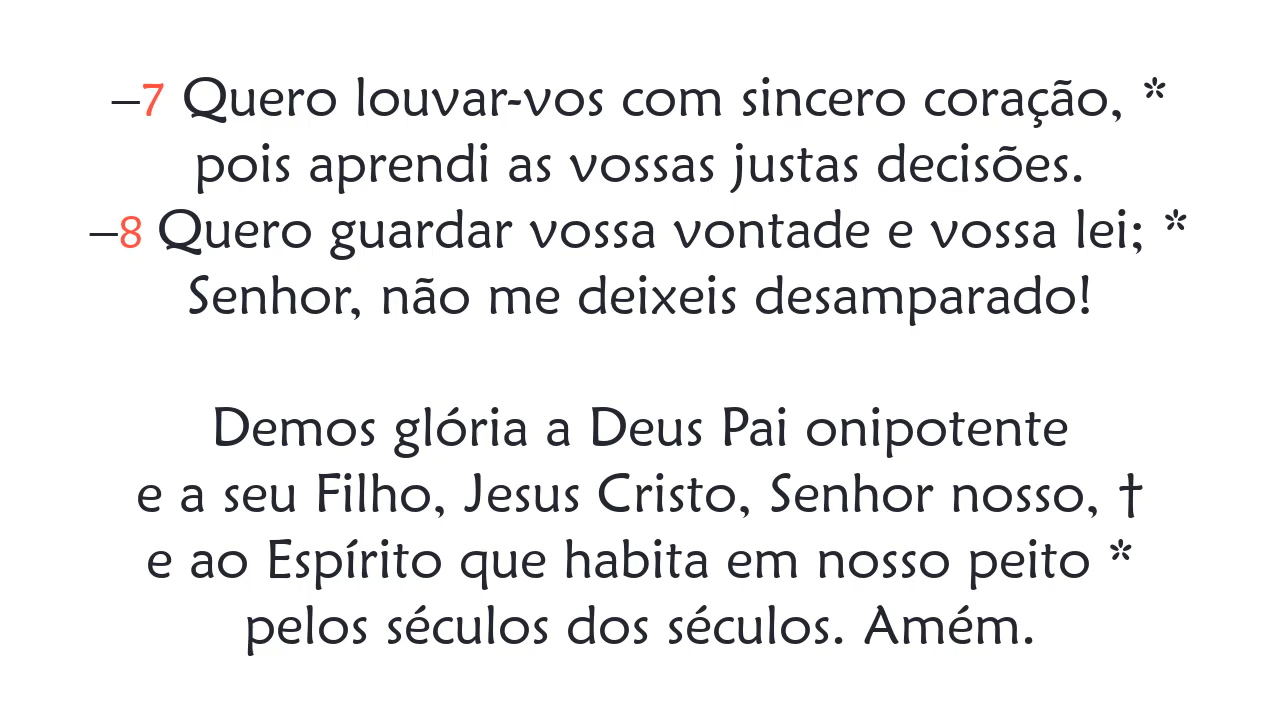 –7 Quero louvar-vos com sincero coração, *
pois aprendi as vossas justas decisões.
–8 Quero guardar vossa vontade e vossa lei; *
Senhor, não me deixeis desamparado!
Demos glória a Deus Pai onipotente
e a seu Filho, Jesus Cristo, Senhor nosso, †
e ao Espírito que habita em nosso peito *
pelos séculos dos séculos. Amém.